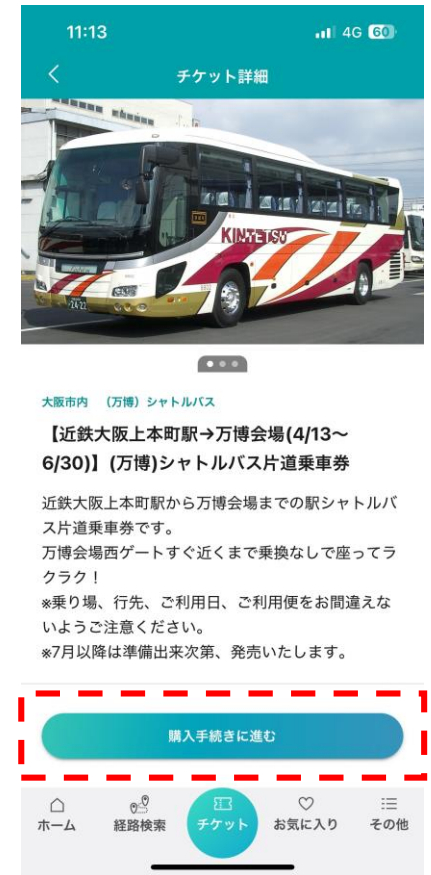 11:13
4G 60
チケット詳細
KINTETSU
2422
大阪市内 （万博）シャトルバス
【近鉄大阪上本町駅→万博会場(4/13～
6/30)】(万博)シャトルバス片道乗車券
近鉄大阪上本町駅から万博会場までの駅シャトルバ
ス片道乗車券です。
万博会場西ゲートすぐ近くまで乗換なしで座ってラ
クラク！
※乗り場、行先、ご利用日、ご利用便をお間違えな
いようご注意ください。
※7月以降は準備出来次第、発売いたします。
購入手続きに進む
ホーム
経路検索
チケット
お気に入り
その他